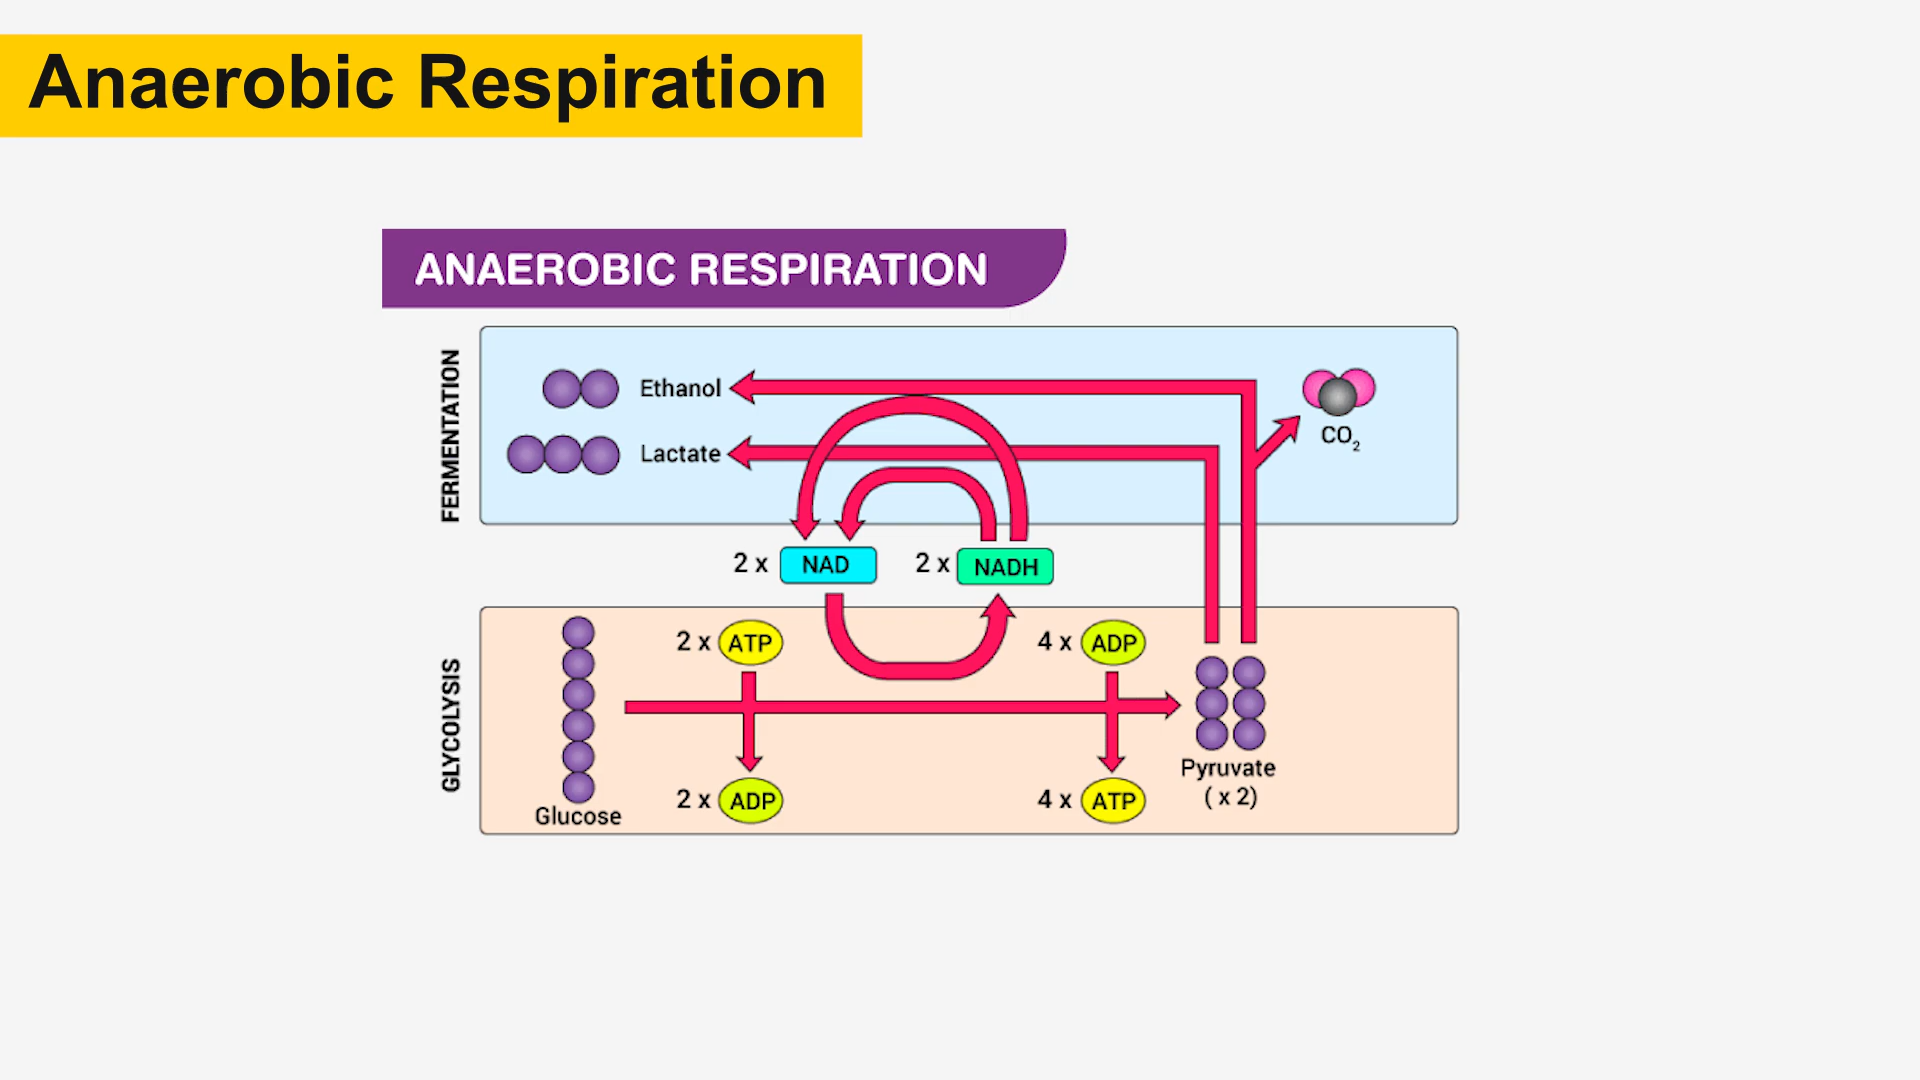 Anaerobic Respiration
ANAEROBIC RESPIRATION
FERMENTATION
Ethanol
Lactate
CO2
2 x NAD
2 x NADH
GLYCOLYSIS
2 x ATP
4 x ADP
Glucose
2 x ADP
4 x ATP
Pyruvate
( x 2)